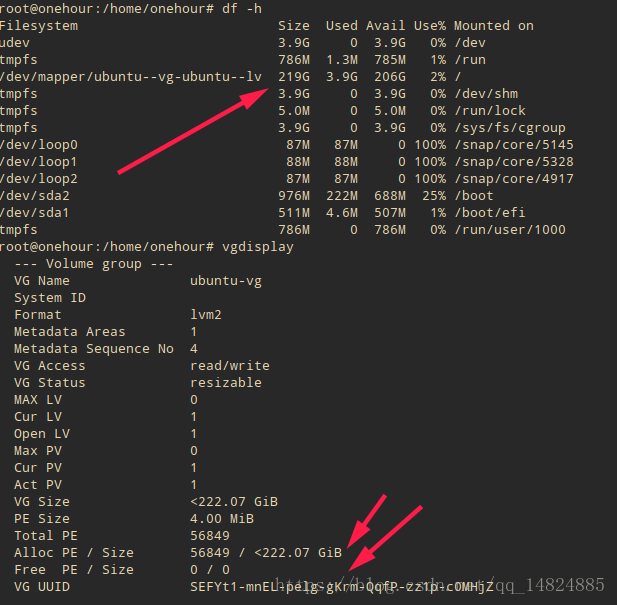 root@onehour:/home/onehour# df -h
Filesystem Size Used Avail Use% Mounted on
udev 3.9G 0 3.9G 0% /dev
tmpfs 786M 1.3M 785M 1% /run
/dev/mapper/ubuntu--vg-ubuntu--lv 219G 3.9G 206G 2% /
tmpfs 3.9G 0 3.9G 0% /dev/shm
tmpfs 5.0M 0 5.0M 0% /run/lock
tmpfs 3.9G 0 3.9G 0% /sys/fs/cgroup
/dev/loop0 87M 87M 0 100% /snap/core/5145
/dev/loop1 88M 88M 0 100% /snap/core/5328
/dev/loop2 87M 87M 0 100% /snap/core/4917
/dev/sda2 976M 222M 688M 25% /boot
/dev/sda1 511M 4.6M 507M 1% /boot/efi
tmpfs 786M 0 786M 0% /run/user/1000
root@onehour:/home/onehour# vgdisplay
--- Volume group ---
VG Name ubuntu-vg
System ID
Format lvm2
Metadata Areas 1
Metadata Sequence No 4
VG Access read/write
VG Status resizable
MAX LV 0
Cur LV 1
Open LV 1
Max PV 0
Cur PV 1
Act PV 1
VG Size <222.07 GiB
PE Size 4.00 MiB
Total PE 56849
Alloc PE / Size 56849 / <222.07 GiB
Free PE / Size 0 / 0
VG UUID
https://blog.csdn.net/qq_14824885